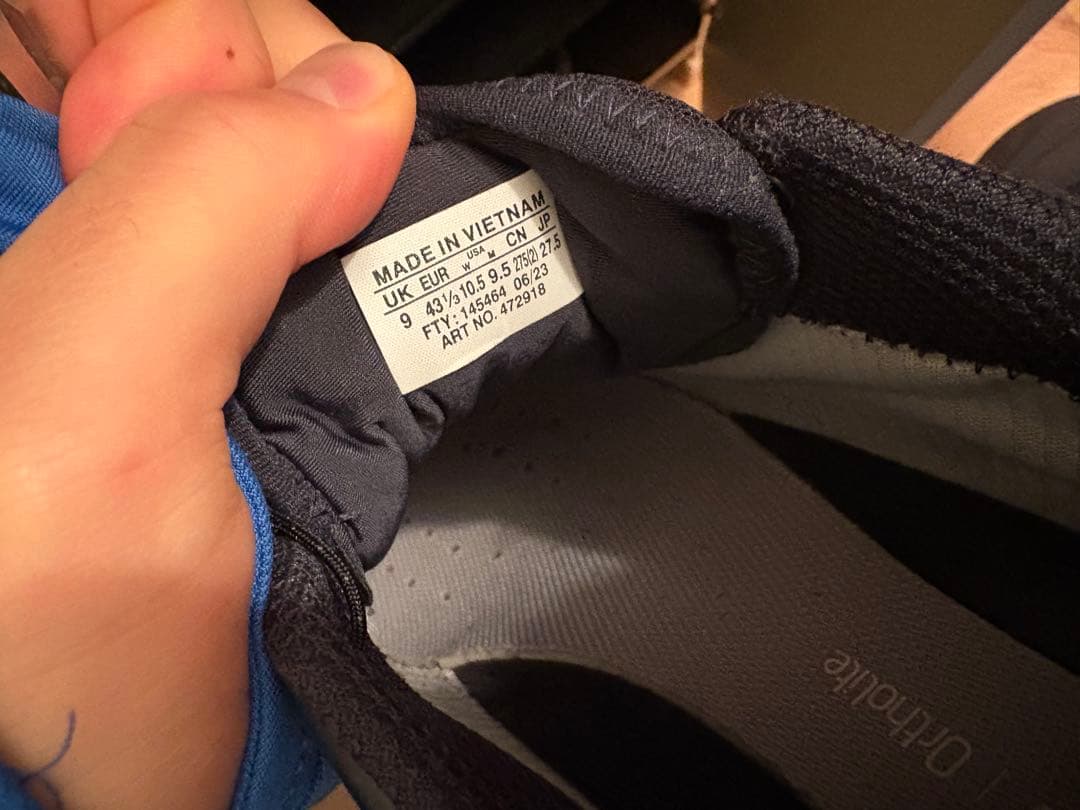 MADE IN VIETNAM
UK EUR USA CN JP
W M
9 43⅓ 10.5 9.5 275(2) 27.5
FTY: 145464 06/23
ART NO. 472918
Ortholite